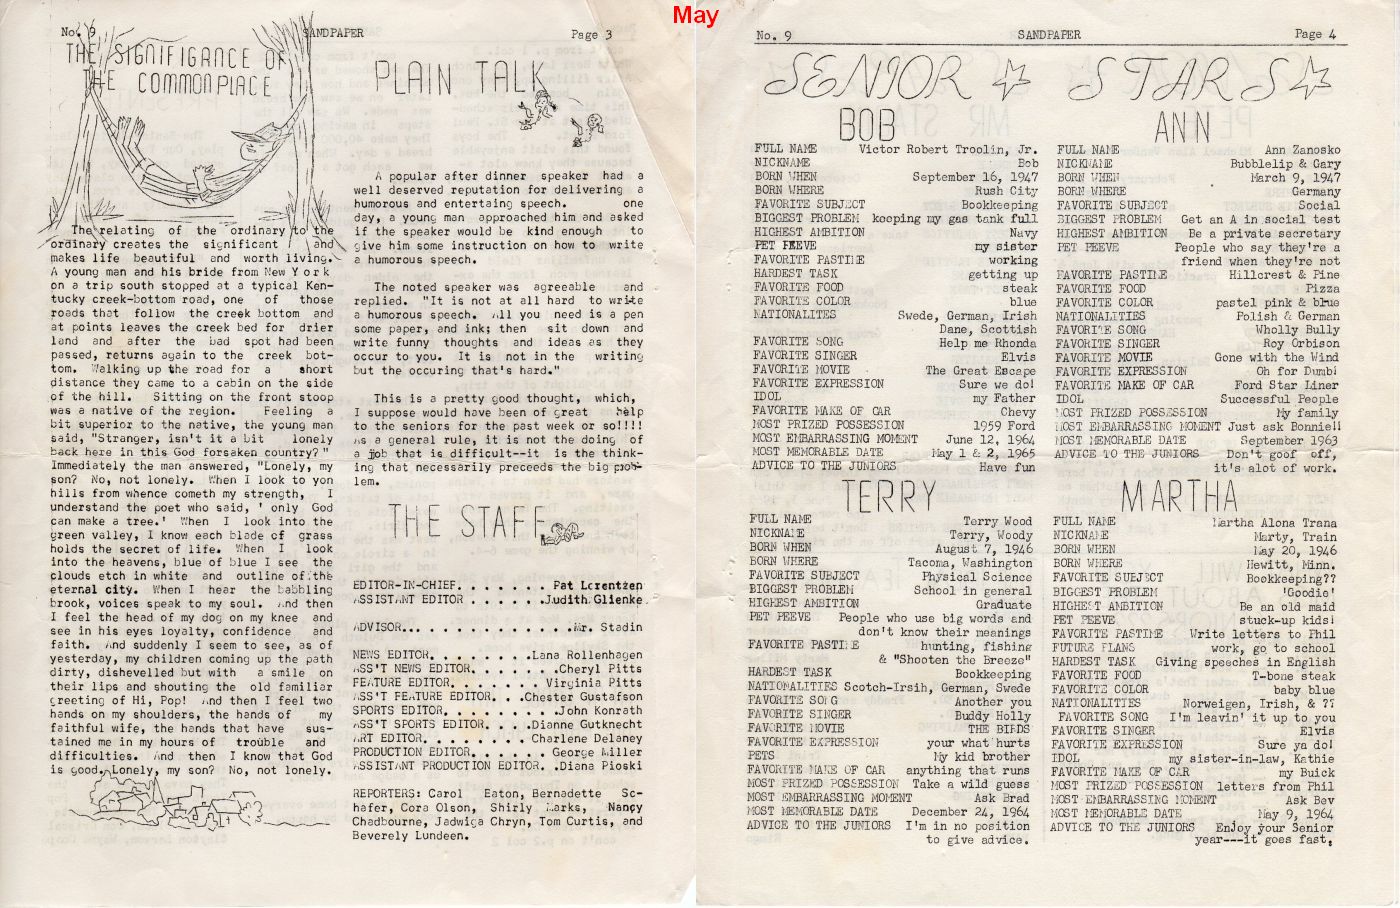 May
No. 9 SANDPAPER Page 3
THE SIGNIFIGANCE OF
THE COMMONPLACE
The relating of the ordinary to the
ordinary creates the significant and
makes life beautiful and worth living.
A young man and his bride from New York
on a trip south stopped at a typical Ken-
tucky creek-bottom road, one of those
roads that follow the creek bottom and
at points leaves the creek bed for drier
land and after the bad spot had been
passed, returns again to the creek bot-
tom. Walking up the road for a short
distance they came to a cabin on the side
of the hill. Sitting on the front stoop
was a native of the region. Feeling a
bit superior to the native, the young man
said, "Stranger, isn't it a bit lonely
back here in this God forsaken country?"
Immediately the man answered, "Lonely, my
son? No, not lonely. When I look to yon
hills from whence cometh my strength, I
understand the poet who said, ' only God
can make a tree.' When I look into the
green valley, I know each blade of grass
holds the secret of life. When I look
into the heavens, blue of blue I see the
clouds etch in white and outline of the
eternal city. When I hear the babbling
brook, voices speak to my soul. And then
I feel the head of my dog on my knee and
see in his eyes loyalty, confidence and
faith. And suddenly I seem to see, as of
yesterday, my children coming up the path
dirty, dishevelled but with a smile on
their lips and shouting the old familiar
greeting of Hi, Pop! And then I feel two
hands on my shoulders, the hands of my
faithful wife, the hands that have sus-
tained me in my hours of trouble and
difficulties. And then I know that God
is good. Lonely, my son? No, not lonely.
PLAIN TALK
A popular after dinner speaker had a
well deserved reputation for delivering a
humorous and entertaing speech. one
day, a young man approached him and asked
if the speaker would be kind enough to
give him some instruction on how to write
a humorous speech.
The noted speaker was agreeable and
replied. "It is not at all hard to write
a humorous speech. All you need is a pen
some paper, and ink; then sit down and
write funny thoughts and ideas as they
occur to you. It is not in the writing
but the occuring that's hard."
This is a pretty good thought, which,
I suppose would have been of great help
to the seniors for the past week or so!!!!
As a general rule, it is not the doing of
a job that is difficult--it is the think-
ing that necessarily preceeds the big prob-
lem.
THE STAFF
EDITOR-IN-CHIEF. . . . . . . Pat Lorentzen
ASSISTANT EDITOR . . . . . . .Judith Glienke
ADVISOR... . . . . . . . . . . .Mr. Stadin
NEWS EDITOR. . . . . . . .Lana Rollenhagen
ASS'T NEWS EDITOR. . . . . . .Cheryl Pitts
FEATURE EDITOR. . . . . . . Virginia Pitts
ASS'T FEATURE EDITOR. . .Chester Gustafson
SPORTS EDITOR. . . . . . . . .John Konrath
ASS'T SPORTS EDITOR. . . .Dianne Gutknecht
ART EDITOR. . . . . . . . Charlene Delaney
PRODUCTION EDITOR. . . . . . George Miller
ASSISTANT PRODUCTION EDITOR. .Diana Pioski
REPORTERS: Carol Eaton, Bernadette Sc-
hafer, Cora Olson, Shirly Marks, Nancy
Chadbourne, Jadwiga Chryn, Tom Curtis, and
Beverely Lundeen.
No. 9 SANDPAPER Page 4
SENIOR STARS
BOB
FULL NAME Victor Robert Troolin, Jr.
NICKNAME Bob
BORN WHEN September 16, 1947
BORN WHERE Rush City
FAVORITE SUBJECT Bookkeeping
BIGGEST PROBLEM keeping my gas tank full
HIGHEST AMBITION Navy
PET PEEVE my sister
FAVORITE PASTIME working
HARDEST TASK getting up
FAVORITE FOOD steak
FAVORITE COLOR blue
NATIONALITES Swede, German, Irish
Dane, Scottish
FAVORITE SONG Help me Rhonda
FAVORITE SINGER Elvis
FAVORITE MOVIE The Great Escape
FAVORITE EXPRESSION Sure we do!
IDOL my Father
FAVORITE MAKE OF CAR Chevy
MOST PRIZED POSSESSION 1959 Ford
MOST EMBARRASSING MOMENT June 12, 1964
MOST MEMORABLE DATE May 1 & 2, 1965
ADVICE TO THE JUNIORS Have fun
ANN
FULL NAME Ann Zanosko
NICKNAME Bubblelip & Gary
BORN WHEN March 9, 1947
BORN WHERE Germany
FAVORITE SUBJECT Social
BIGGEST PROBLEM Get an A in social test
HIGHEST AMBITION Be a private secretary
PET PEEVE People who say they're a
friend when they're not
FAVORITE PASTIME Hillcrest & Pine
FAVORITE FOOD Pizza
FAVORITE COLOR pastel pink & blue
NATIONALITIES Polish & German
FAVORITE SONG Wholly Bully
FAVORITE SINGER Roy Orbison
FAVORITE MOVIE Gone with the Wind
FAVORITE EXPRESSION Oh for Dumb!
FAVORITE MAKE OF CAR Ford Star Liner
IDOL Successful People
MOST PRIZED POSSESSION My family
MOST EMBARRASSING MOMENT Just ask Bonnie!!
MOST MEMORABLE DATE September 1963
ADVICE TO THE JUNIORS Don't goof off,
it's alot of work.
TERRY
FULL NAME Terry Wood
NICKNAME Terry, Woody
BORN WHEN August 7, 1946
BORN WHERE Tacoma, Washington
FAVORITE SUBJECT Physical Science
BIGGEST PROBLEM School in general
HIGHEST AMBITION Graduate
PET PEEVE People who use big words and
don't know their meanings
FAVORITE PASTIME hunting, fishing
& "Shooten the Breeze"
HARDEST TASK Bookkeeping
NATIONALITIES Scotch-Irsih, German, Swede
FAVORITE SONG Another you
FAVORITE SINGER Buddy Holly
FAVORITE MOVIE THE BIRDS
FAVORITE EXPRESSION your what hurts
PETS My kid brother
FAVORITE MAKE OF CAR anything that runs
MOST PRIZED POSSESSION Take a wild guess
MOST EMBARRASSING MOMENT Ask Brad
MOST MEMORABLE DATE December 24, 1964
ADVICE TO THE JUNIORS I'm in no position
to give advice.
MARTHA
FULL NAME Martha Alona Trana
NICKNAME Marty, Train
BORN WHEN May 20, 1946
BORN WHERE Hewitt, Minn.
FAVORITE SUBJECT Bookkeeping??
BIGGEST PROBLEM 'Goodie'
HIGHEST AMBITION Be an old maid
PET PEEVE stuck-up kids!
FAVORITE PASTIME Write letters to Phil
FUTURE PLANS work, go to school
HARDEST TASK Giving speeches in English
FAVORITE FOOD T-bone steak
FAVORITE COLOR baby blue
NATIONALITIES Norweigen, Irish, & ??
FAVORITE SONG I'm leavin' it up to you
FAVORITE SINGER Elvis
FAVORITE EXPRESSION Sure ya do!
IDOL my sister-in-law, Kathie
FAVORITE MAKE OF CAR my Buick
MOST PRIZED POSSESSION letters from Phil
MOST EMBARRASSING MOMENT Ask Bev
MOST MEMORABLE DATE May 9, 1964
ADVICE TO THE JUNIORS Enjoy your Senior
year---it goes fast.